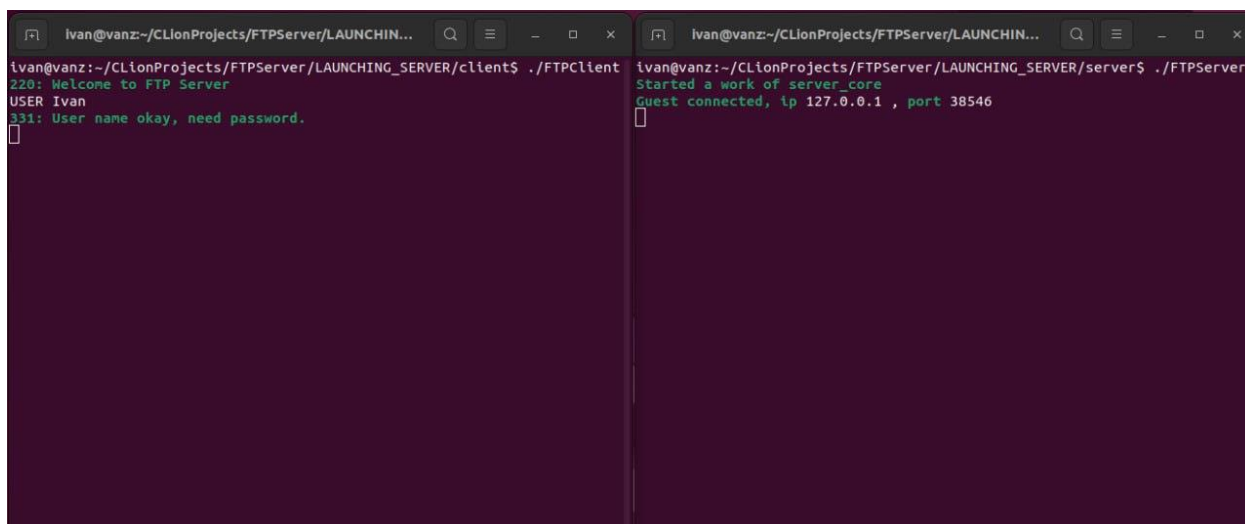 ivan@vanz:~/CLionProjects/FTPServer/LAUNCHIN...
ivan@vanz:~/CLionProjects/FTPServer/LAUNCHING_SERVER/client$ ./FTPClient
220: Welcome to FTP Server
USER Ivan
331: User name okay, need password.
ivan@vanz:~/CLionProjects/FTPServer/LAUNCHIN...
ivan@vanz:~/CLionProjects/FTPServer/LAUNCHING_SERVER/server$ ./FTPServer
Started a work of server_core
Guest connected, ip 127.0.0.1 , port 38546